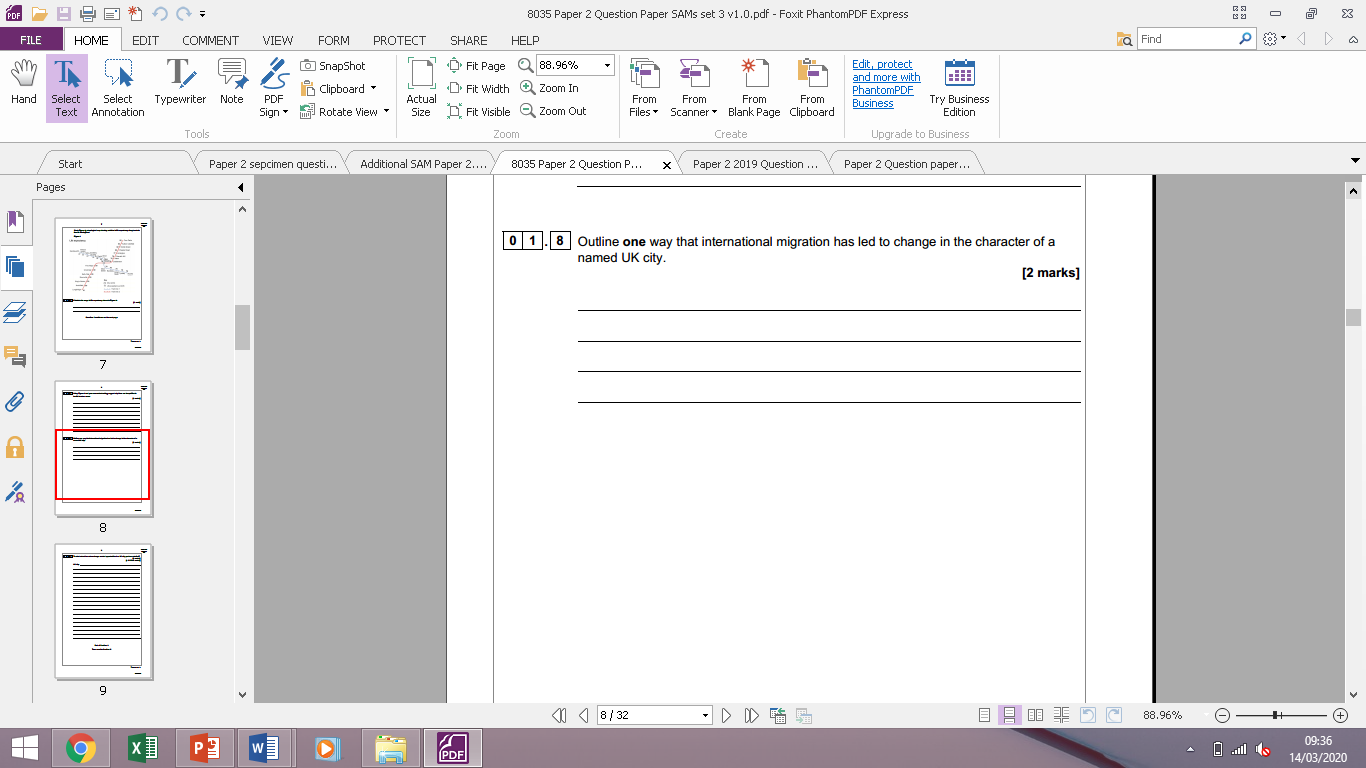 8035 Paper 2 Question Paper SAMs set 3 v1.0.pdf - Foxit PhantomPDF Express
FILE HOME EDIT COMMENT VIEW FORM PROTECT SHARE HELP
Find
Hand
Select Text
Select Annotation
Typewriter
Note
PDF Sign
SnapShot
Clipboard
Rotate View
Tools
Actual Size
Fit Page
Fit Width
Fit Visible
88.96%
Zoom In
Zoom Out
Zoom
From Files
From Scanner
From Blank Page
From Clipboard
Create
Edit, protect
and more with
PhantomPDF
Business
Try Business Edition
Upgrade to Business
Start
Paper 2 sepcimen questi...
Additional SAM Paper 2....
8035 Paper 2 Question P...
Paper 2 2019 Question ...
Paper 2 Question paper...
Pages
7
8
9
0 1 . 8 Outline one way that international migration has led to change in the character of a
named UK city.
[2 marks]
8 / 32
88.96%
09:36
14/03/2020